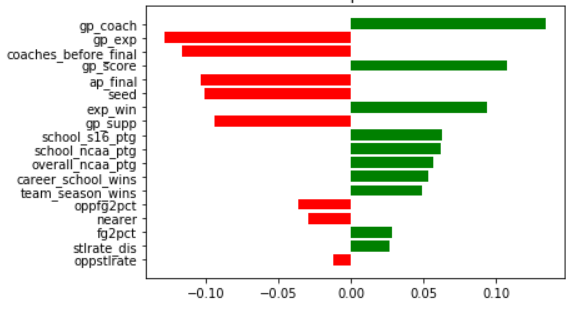 gp_coach
gp_exp
coaches_before_final
gp_score
ap_final
seed
exp_win
gp_supp
school_s16_ptg
school_ncaa_ptg
overall_ncaa_ptg
career_school_wins
team_season_wins
oppfg2pct
nearer
fg2pct
stlrate_dis
oppstlrate
−0.10 −0.05 0.00 0.05 0.10